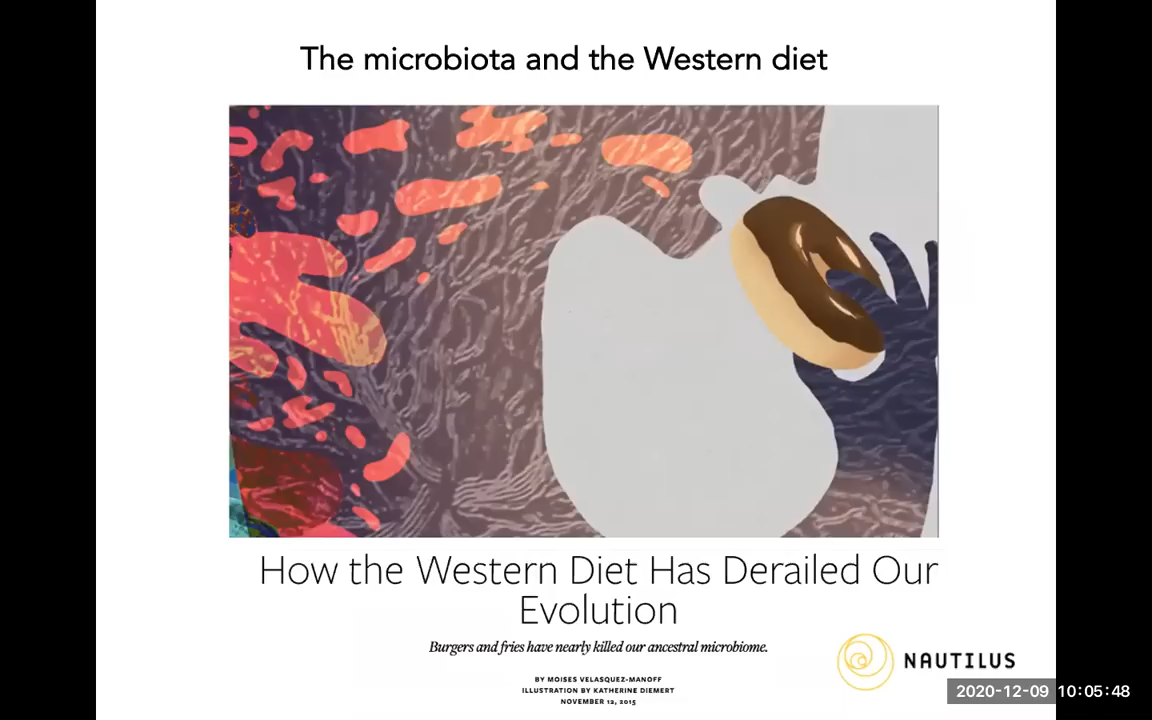 The microbiota and the Western diet
How the Western Diet Has Derailed Our
Evolution
Burgers and fries have nearly killed our ancestral microbiome.
NAUTILUS
BY MOISES VELASQUEZ-MANOFF
ILLUSTRATION BY KATHERINE DIEMERT
NOVEMBER 12, 2015
2020-12-09 10:05:48